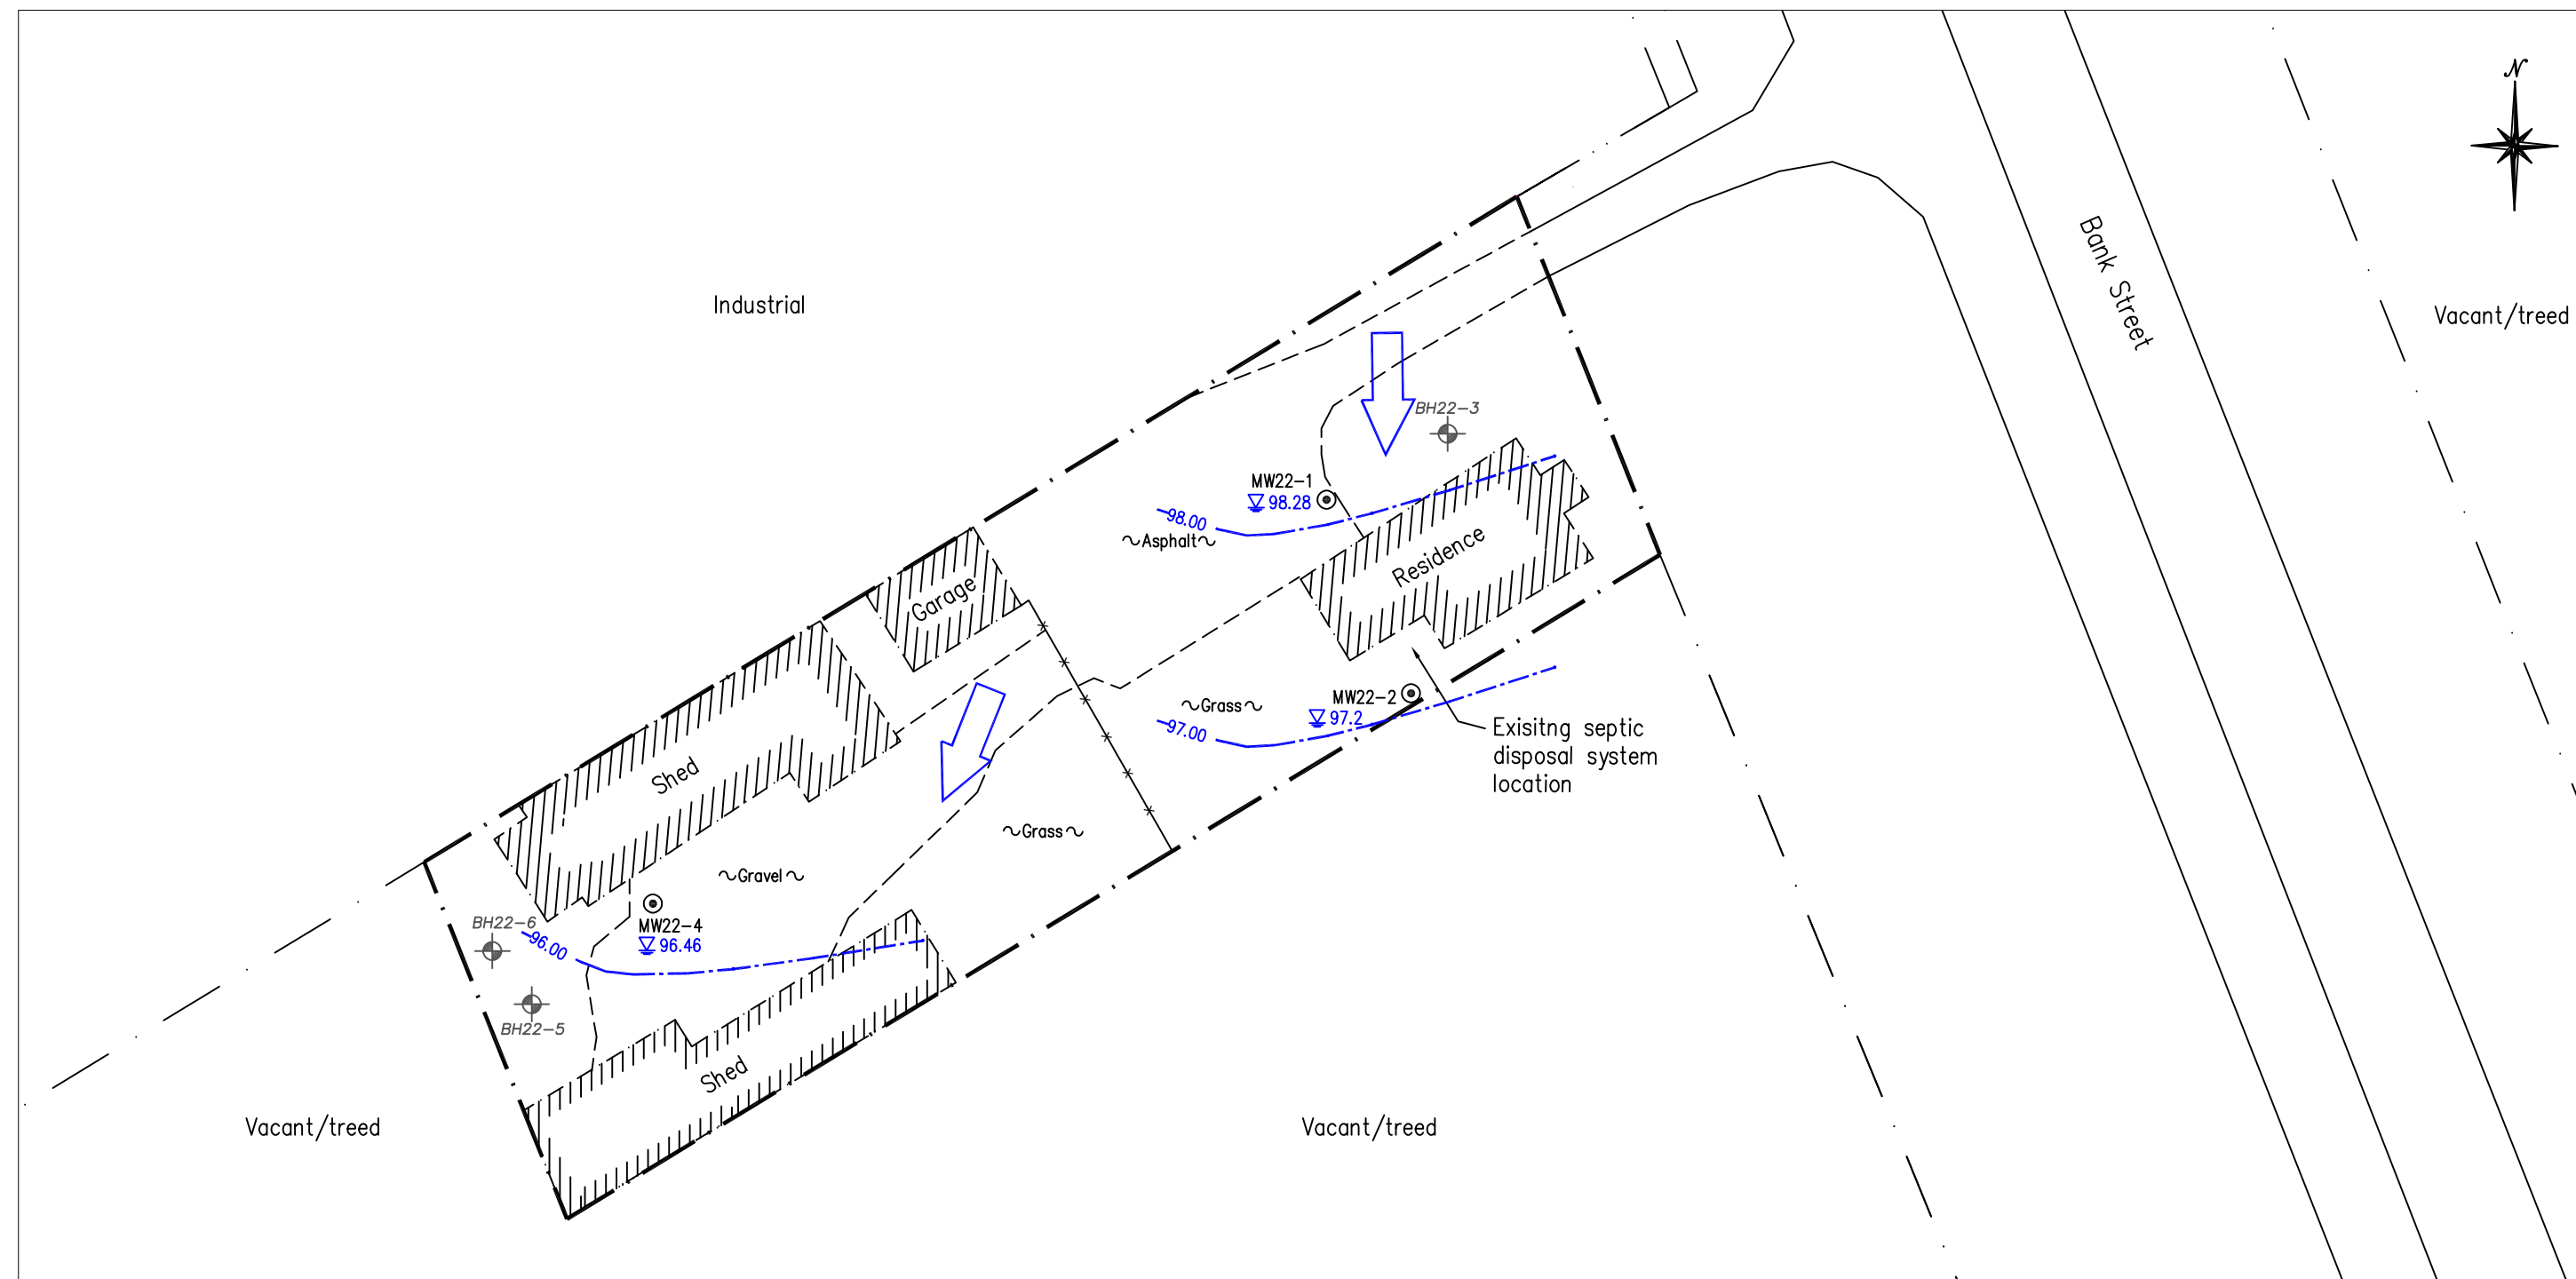 N
Bank Street
Industrial
Vacant/treed
BH22-3
MW22-1
98.28
98.00
~Asphalt~
Residence
Garage
MW22-2
97.2
~Grass~
97.00
Exisitng septic
disposal system
location
Shed
~Grass~
~Gravel~
MW22-4
96.46
BH22-6
96.00
BH22-5
Shed
Vacant/treed
Vacant/treed